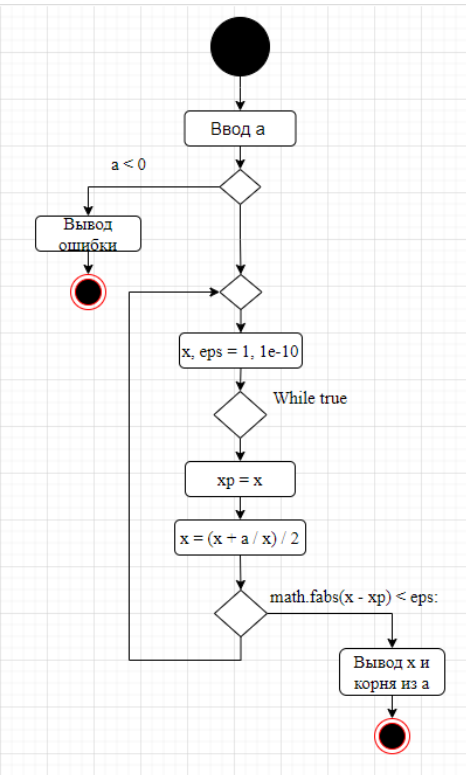 Ввод а
a < 0
Вывод
ошибки
x, eps = 1, 1e-10
While true
xp = x
x = (x + a / x) / 2
math.fabs(x - xp) < eps:
Вывод х и
корня из а